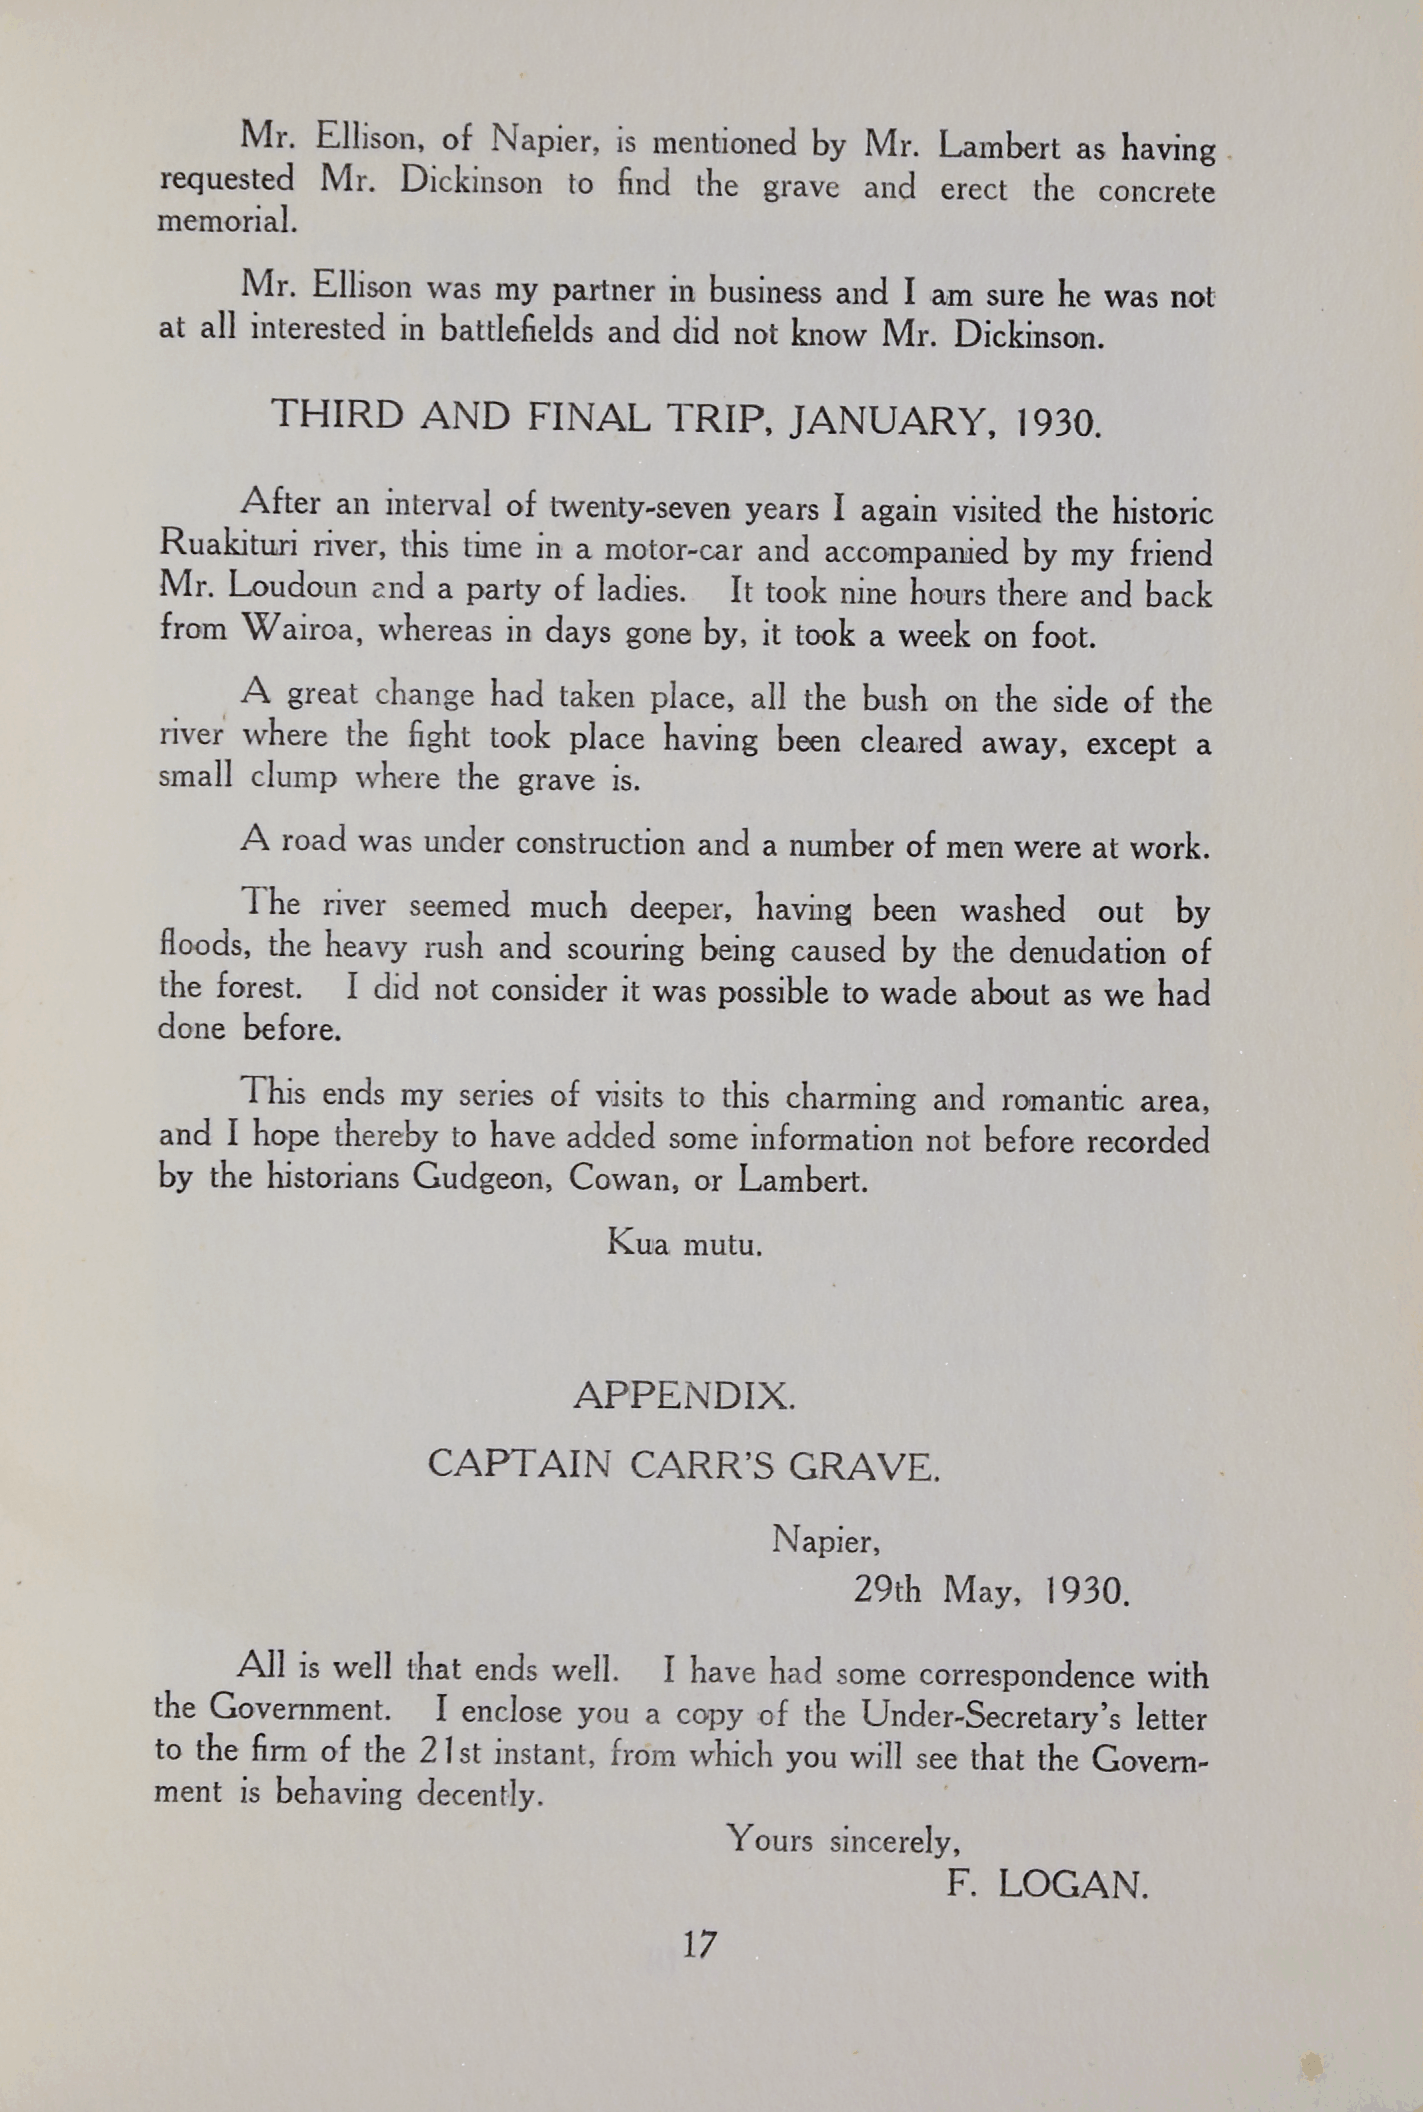 Mr. Ellison, of Napier, is mentioned by Mr. Lambert as having
requested Mr. Dickinson to find the grave and erect the concrete
memorial.
Mr. Ellison was my partner in business and I am sure he was not
at all interested in battlefields and did not know Mr. Dickinson.
THIRD AND FINAL TRIP, JANUARY, 1930.
After an interval of twenty-seven years I again visited the historic
Ruakituri river, this time in a motor-car and accompanied by my friend
Mr. Loudoun and a party of ladies. It took nine hours there and back
from Wairoa, whereas in days gone by, it took a week on foot.
A great change had taken place, all the bush on the side of the
river where the fight took place having been cleared away, except a
small clump where the grave is.
A road was under construction and a number of men were at work.
The river seemed much deeper, having been washed out by
floods, the heavy rush and scouring being caused by the denudation of
the forest. I did not consider it was possible to wade about as we had
done before.
This ends my series of visits to this charming and romantic area,
and I hope thereby to have added some information not before recorded
by the historians Gudgeon, Cowan, or Lambert.
Kua mutu.
APPENDIX.
CAPTAIN CARR'S GRAVE.
Napier,
29th May, 1930.
All is well that ends well. I have had some correspondence with
the Government. I enclose you a copy of the Under-Secretary's letter
to the firm of the 21st instant, from which you will see that the Govern-
ment is behaving decently.
Yours sincerely,
F. LOGAN.
17